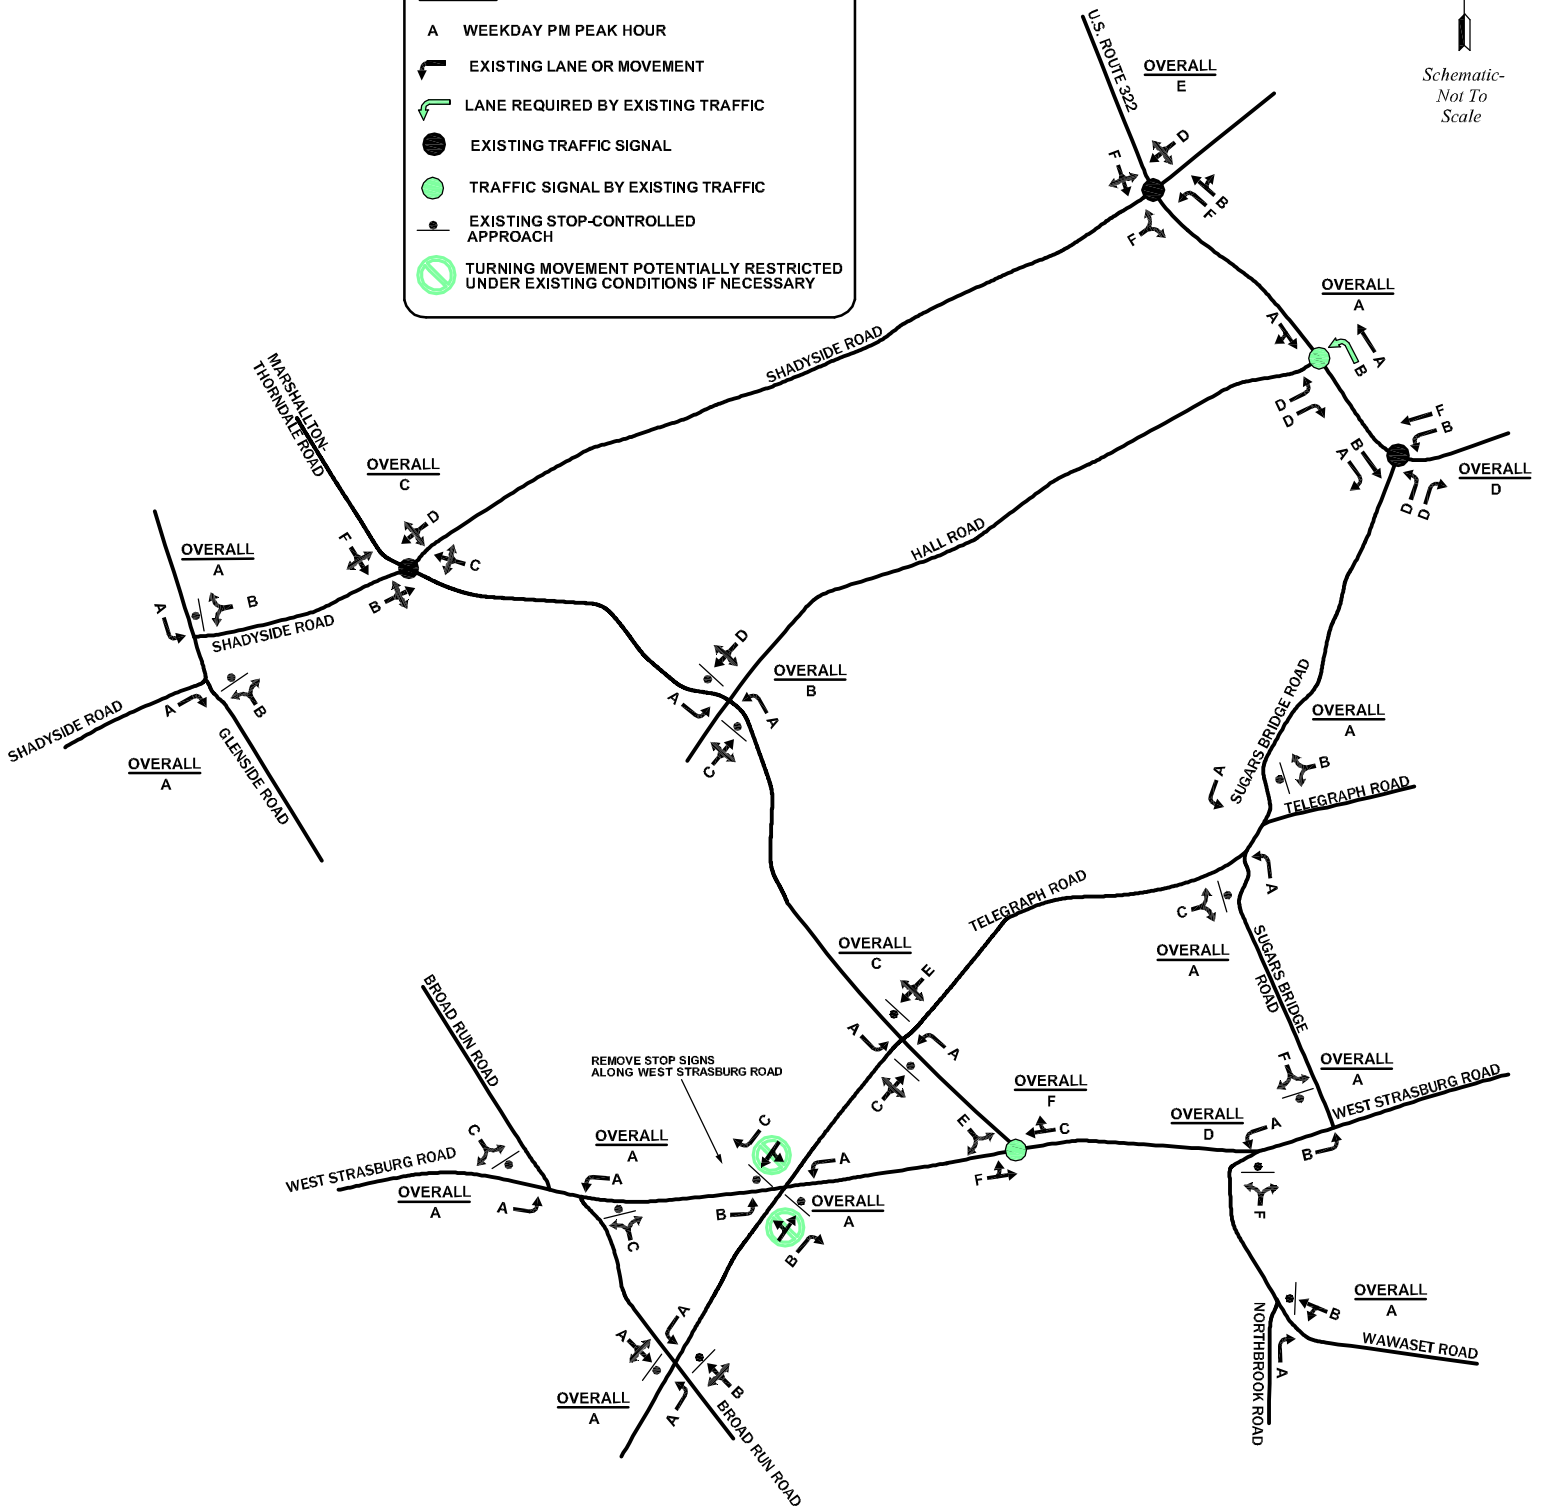 A WEEKDAY PM PEAK HOUR
EXISTING LANE OR MOVEMENT
LANE REQUIRED BY EXISTING TRAFFIC
EXISTING TRAFFIC SIGNAL
TRAFFIC SIGNAL BY EXISTING TRAFFIC
EXISTING STOP-CONTROLLED
APPROACH
TURNING MOVEMENT POTENTIALLY RESTRICTED
UNDER EXISTING CONDITIONS IF NECESSARY
Schematic-
Not To
Scale
U.S. ROUTE 322
OVERALL
E
D
F
B
F
F
OVERALL
A
A
A
B
D
D
SHADYSIDE ROAD
F
B
B
A
D
D
OVERALL
D
MARSHALLTON-
THORNDALE ROAD
OVERALL
C
D
F
C
B
HALL ROAD
OVERALL
A
A
B
SHADYSIDE ROAD
SHADYSIDE ROAD
A
B
GLENSIDE ROAD
OVERALL
A
D
OVERALL
B
A
A
C
SUGARS BRIDGE ROAD
OVERALL
A
A
B
TELEGRAPH ROAD
TELEGRAPH ROAD
A
C
OVERALL
A
SUGARS BRIDGE
ROAD
OVERALL
C
E
A
A
C
BROAD RUN ROAD
REMOVE STOP SIGNS
ALONG WEST STRASBURG ROAD
OVERALL
F
E
C
F
F
OVERALL
A
WEST STRASBURG ROAD
OVERALL
D
A
B
F
WEST STRASBURG ROAD
C
OVERALL
A
A
OVERALL
A
A
C
C
A
B
B
OVERALL
A
OVERALL
A
B
A
NORTHBROOK ROAD
WAWASET ROAD
A
A
B
A
OVERALL
A
BROAD RUN ROAD